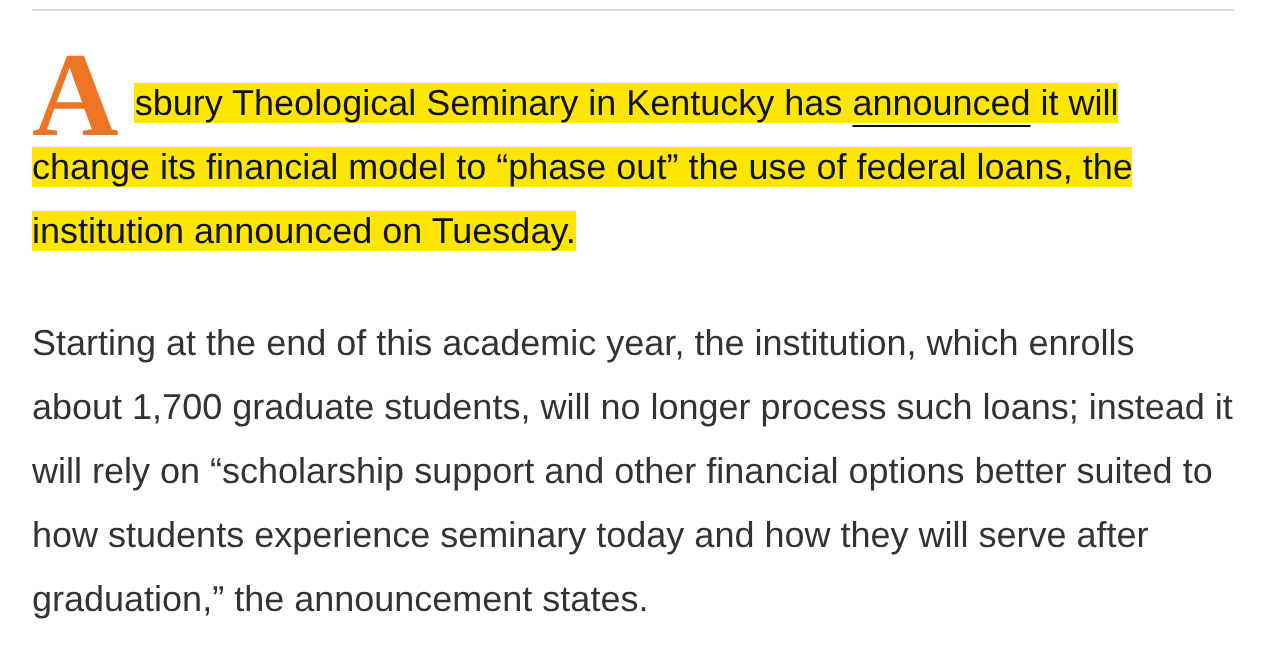 Asbury Theological Seminary in Kentucky has announced it will
change its financial model to “phase out” the use of federal loans, the
institution announced on Tuesday.
Starting at the end of this academic year, the institution, which enrolls
about 1,700 graduate students, will no longer process such loans; instead it
will rely on “scholarship support and other financial options better suited to
how students experience seminary today and how they will serve after
graduation,” the announcement states.